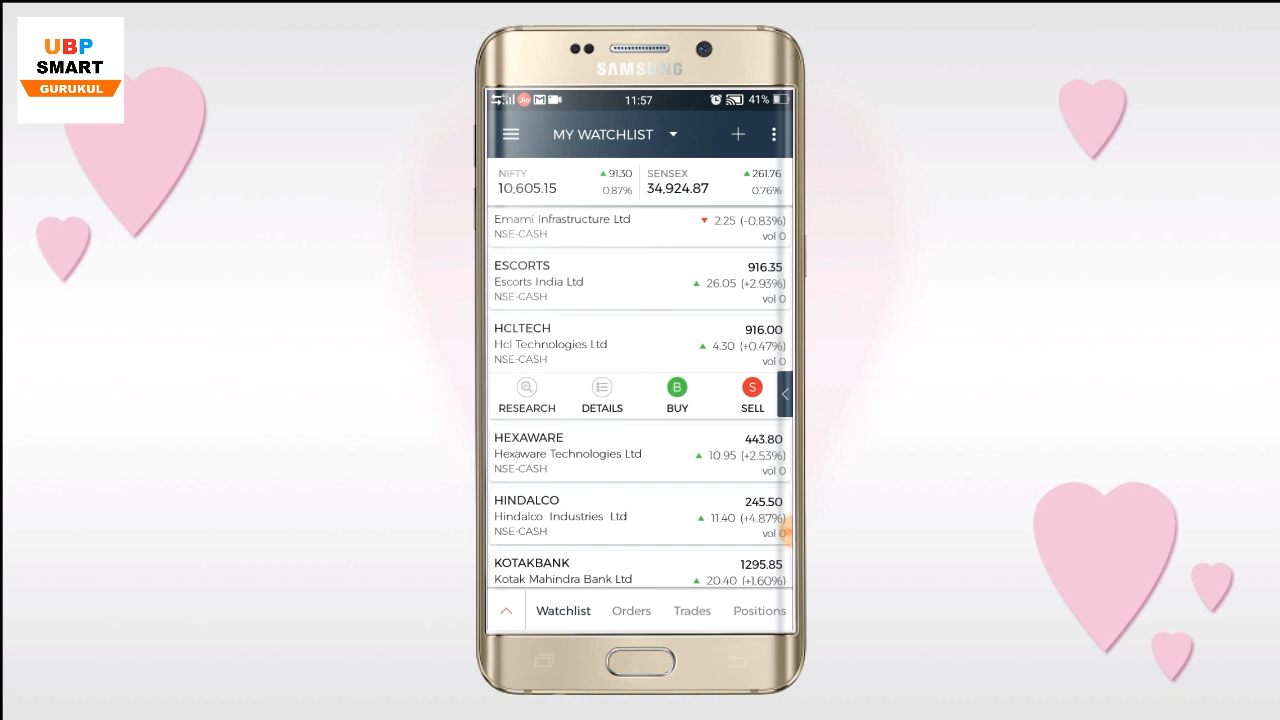 UBP
SMART
GURUKUL
SAMSUNG
Jio
11:57
41%
MY WATCHLIST
NIFTY
10,605.15
91.30
0.87%
SENSEX
34,924.87
261.76
0.76%
Emami Infrastructure Ltd
2.25 (-0.83%)
NSE-CASH
vol 0
ESCORTS
916.35
Escorts India Ltd
26.05 (+2.93%)
NSE-CASH
vol 0
HCLTECH
916.00
Hcl Technologies Ltd
4.30 (+0.47%)
NSE-CASH
vol 0
B
S
RESEARCH
DETAILS
BUY
SELL
HEXAWARE
443.80
Hexaware Technologies Ltd
10.95 (+2.53%)
NSE-CASH
vol 0
HINDALCO
245.50
Hindalco Industries Ltd
11.40 (+4.87%)
NSE-CASH
vol 0
KOTAKBANK
1295.85
Kotak Mahindra Bank Ltd
20.40 (+1.60%)
Watchlist
Orders
Trades
Positions